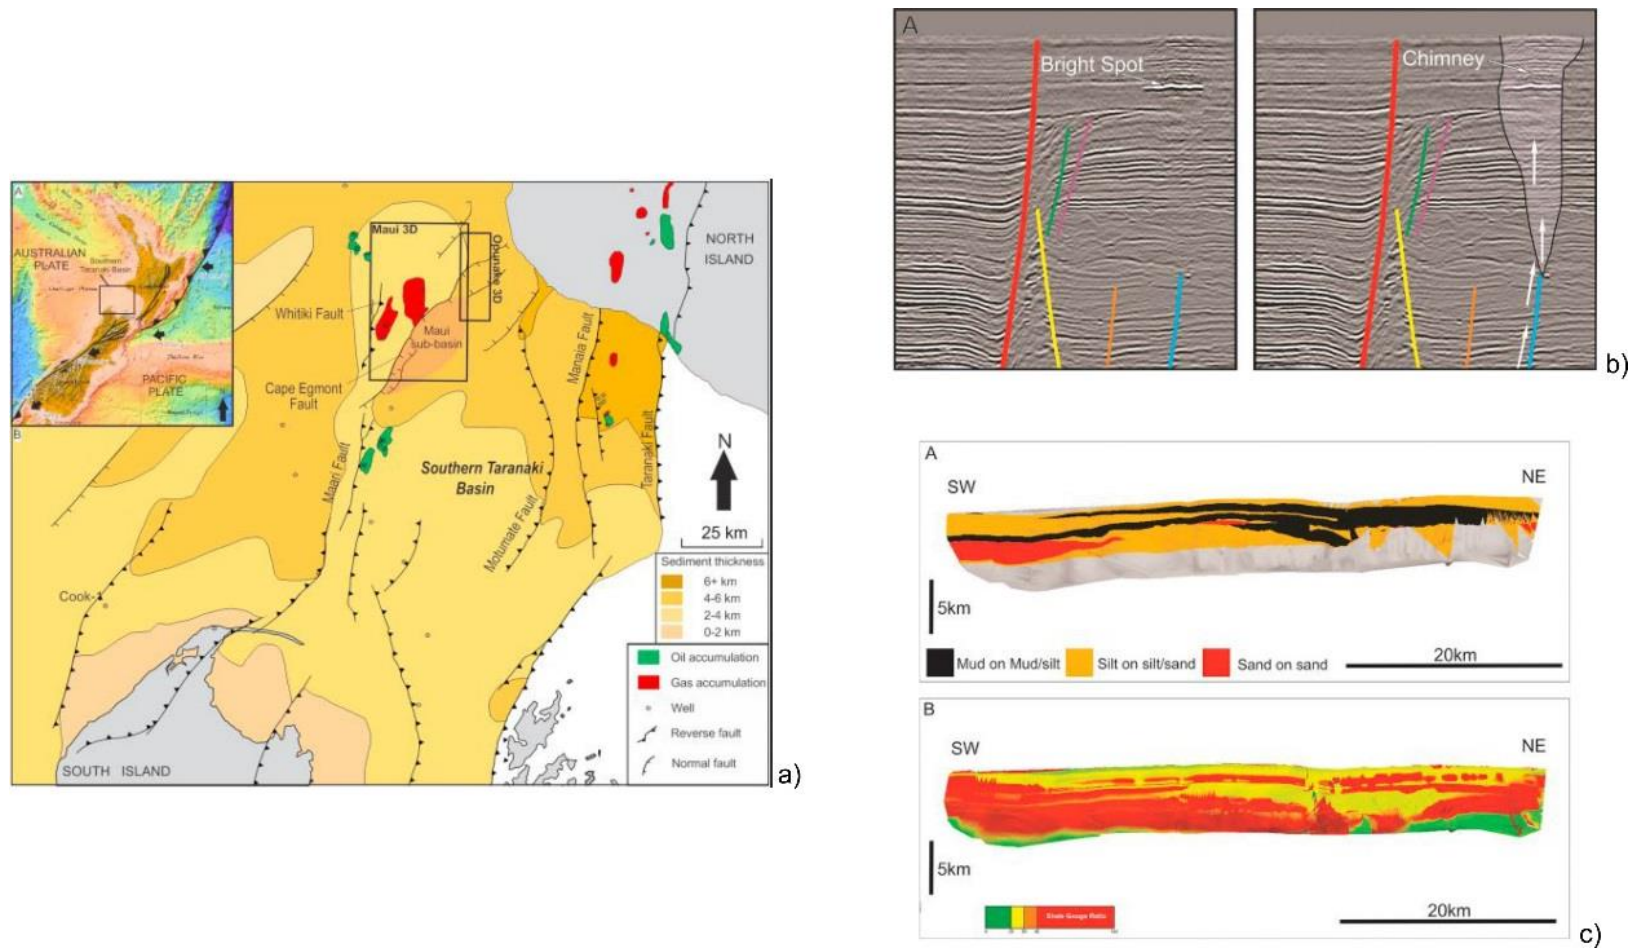 A
AUSTRALIAN
PLATE
Southern
Taranaki Basin
PACIFIC
PLATE
B
Maui 3D
Opunake 3D
NORTH
ISLAND
Whitiki Fault
Maui
sub-basin
Cape Egmont
Fault
Manaia Fault
Taranaki Fault
Maari Fault
Southern Taranaki
Basin
Motumate Fault
N
25 km
Cook-1
Sediment thickness
6+ km
4-6 km
2-4 km
0-2 km
Oil accumulation
Gas accumulation
Well
Reverse fault
Normal fault
SOUTH ISLAND
a)
A
Bright Spot
Chimney
b)
A
SW
NE
5km
Mud on Mud/silt
Silt on silt/sand
Sand on sand
20km
B
SW
NE
5km
Shale Gouge Ratio
20km
c)